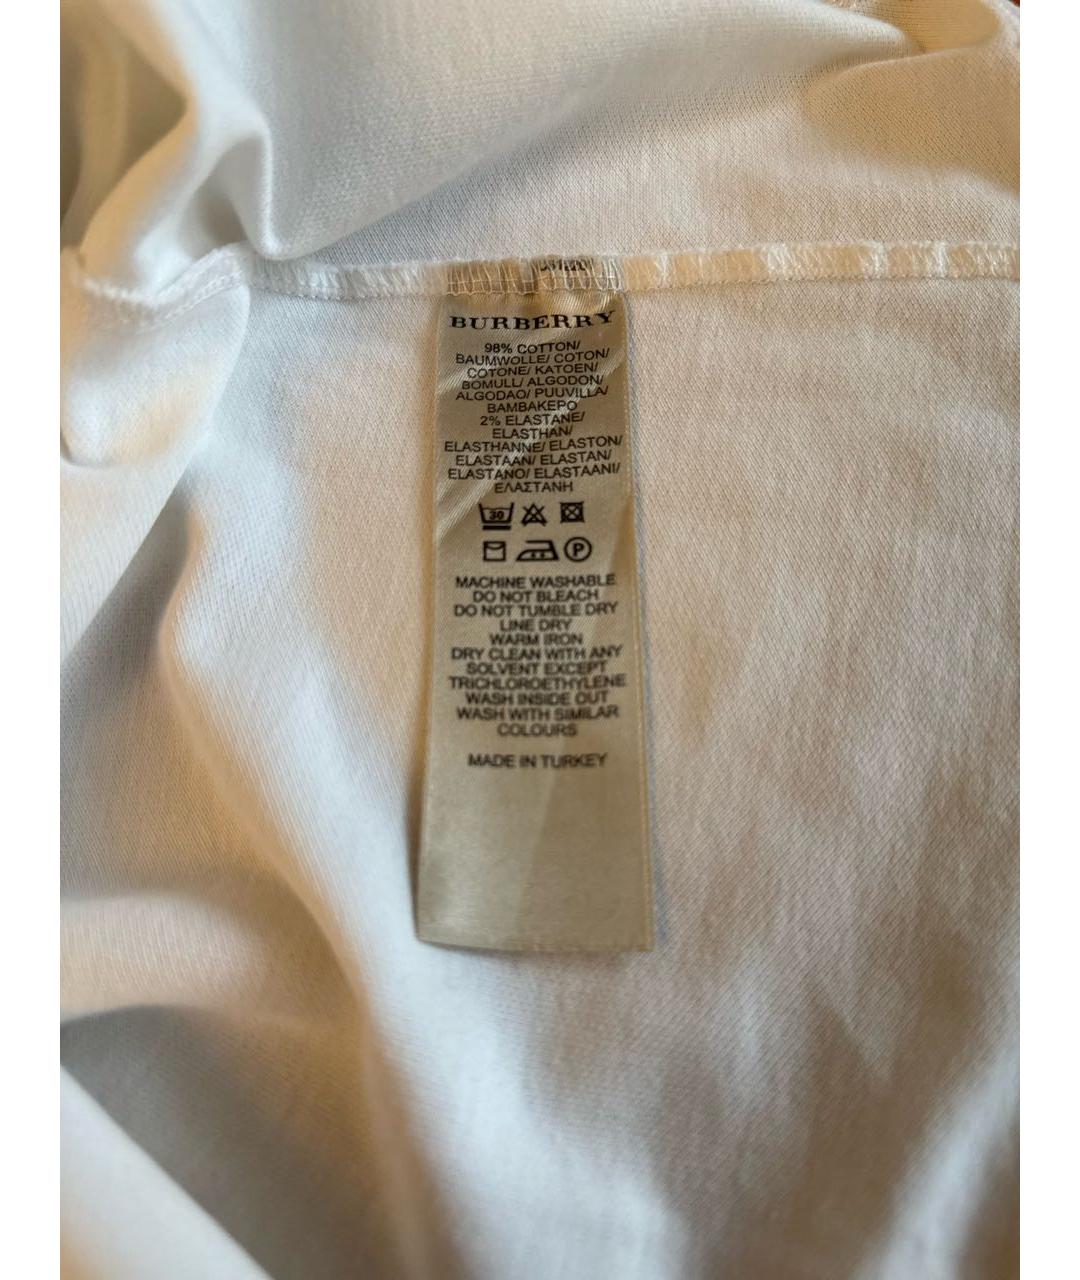 BURBERRY
98% COTTON/
BAUMWOLLE/ COTON/
COTONE/ KATOEN/
BOMULL/ ALGODON/
ALGODAO/ PUUVILLA/
ΒΑΜΒΑΚΕΡΟ
2% ELASTANE/
ELASTHAN/
ELASTHANNE/ ELASTON/
ELASTAAN/ ELASTAN/
ELASTANO/ ELASTAANI/
ΕΛΑΣΤΑΝΗ
30
P
MACHINE WASHABLE
DO NOT BLEACH
DO NOT TUMBLE DRY
LINE DRY
WARM IRON
DRY CLEAN WITH ANY
SOLVENT EXCEPT
TRICHLOROETHYLENE
WASH INSIDE OUT
WASH WITH SIMILAR
COLOURS
MADE IN TURKEY